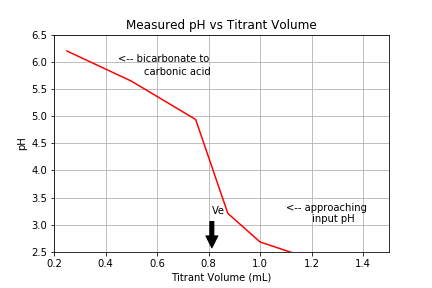 Measured pH vs Titrant Volume
6.5
6.0
5.5
5.0
4.5
4.0
3.5
3.0
2.5
pH
<-- bicarbonate to
carbonic acid
Ve
<-- approaching
input pH
0.2 0.4 0.6 0.8 1.0 1.2 1.4
Titrant Volume (mL)